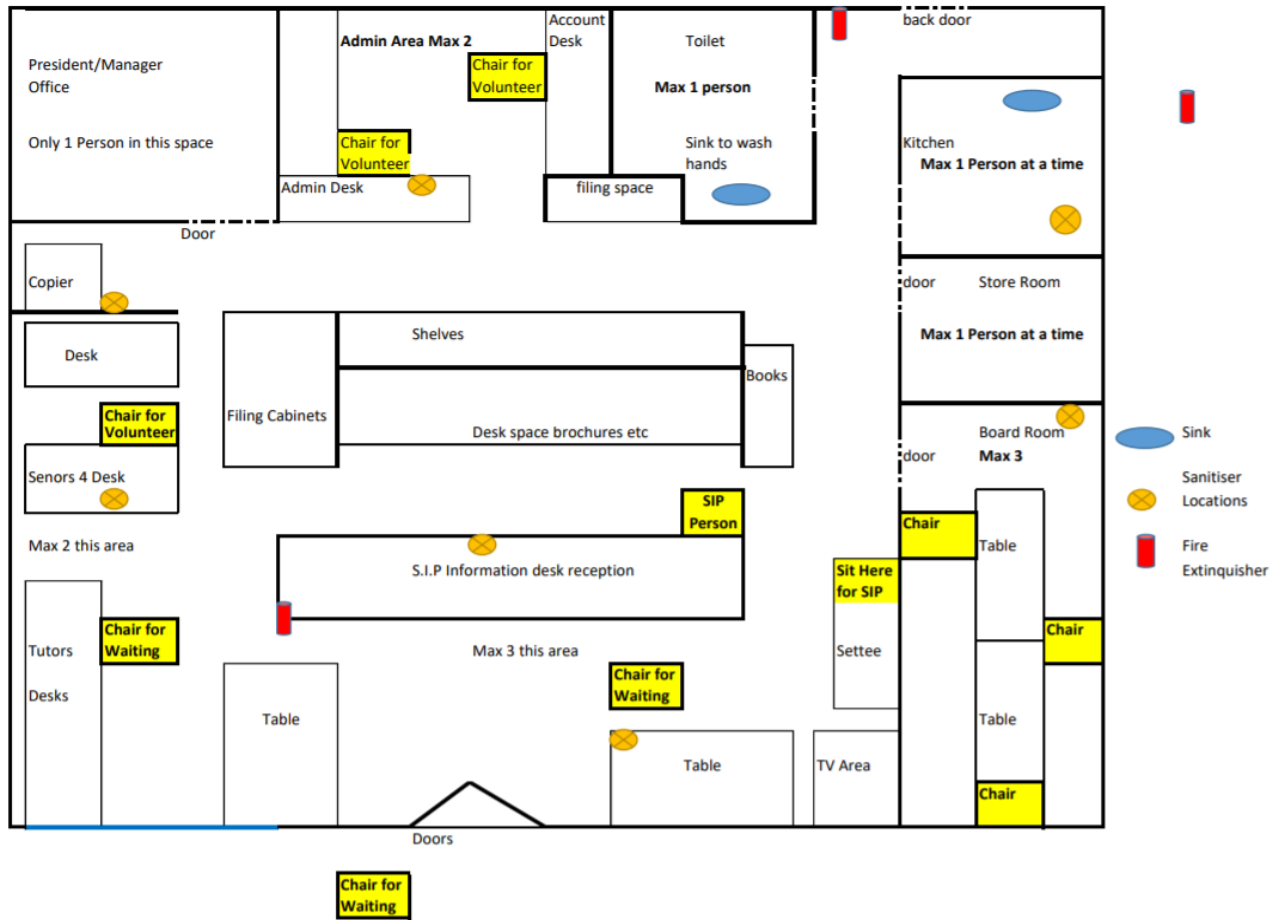 President/Manager
Office
Only 1 Person in this space
Door
Admin Area Max 2
Chair for
Volunteer
Chair for
Volunteer
Admin Desk
Account
Desk
filing space
Toilet
Max 1 person
Sink to wash
hands
back door
Kitchen
Max 1 Person at a time
door
Store Room
Max 1 Person at a time
Copier
Desk
Chair for
Volunteer
Senors 4 Desk
Max 2 this area
Filing Cabinets
Shelves
Desk space brochures etc
Books
SIP
Person
S.I.P Information desk reception
Max 3 this area
Chair for
Waiting
Tutors
Desks
Table
Chair for
Waiting
Table
Sit Here
for SIP
Settee
TV Area
door
Board Room
Max 3
Chair
Table
Chair
Table
Chair
Doors
Chair for
Waiting
Sink
Sanitiser
Locations
Fire
Extinguisher